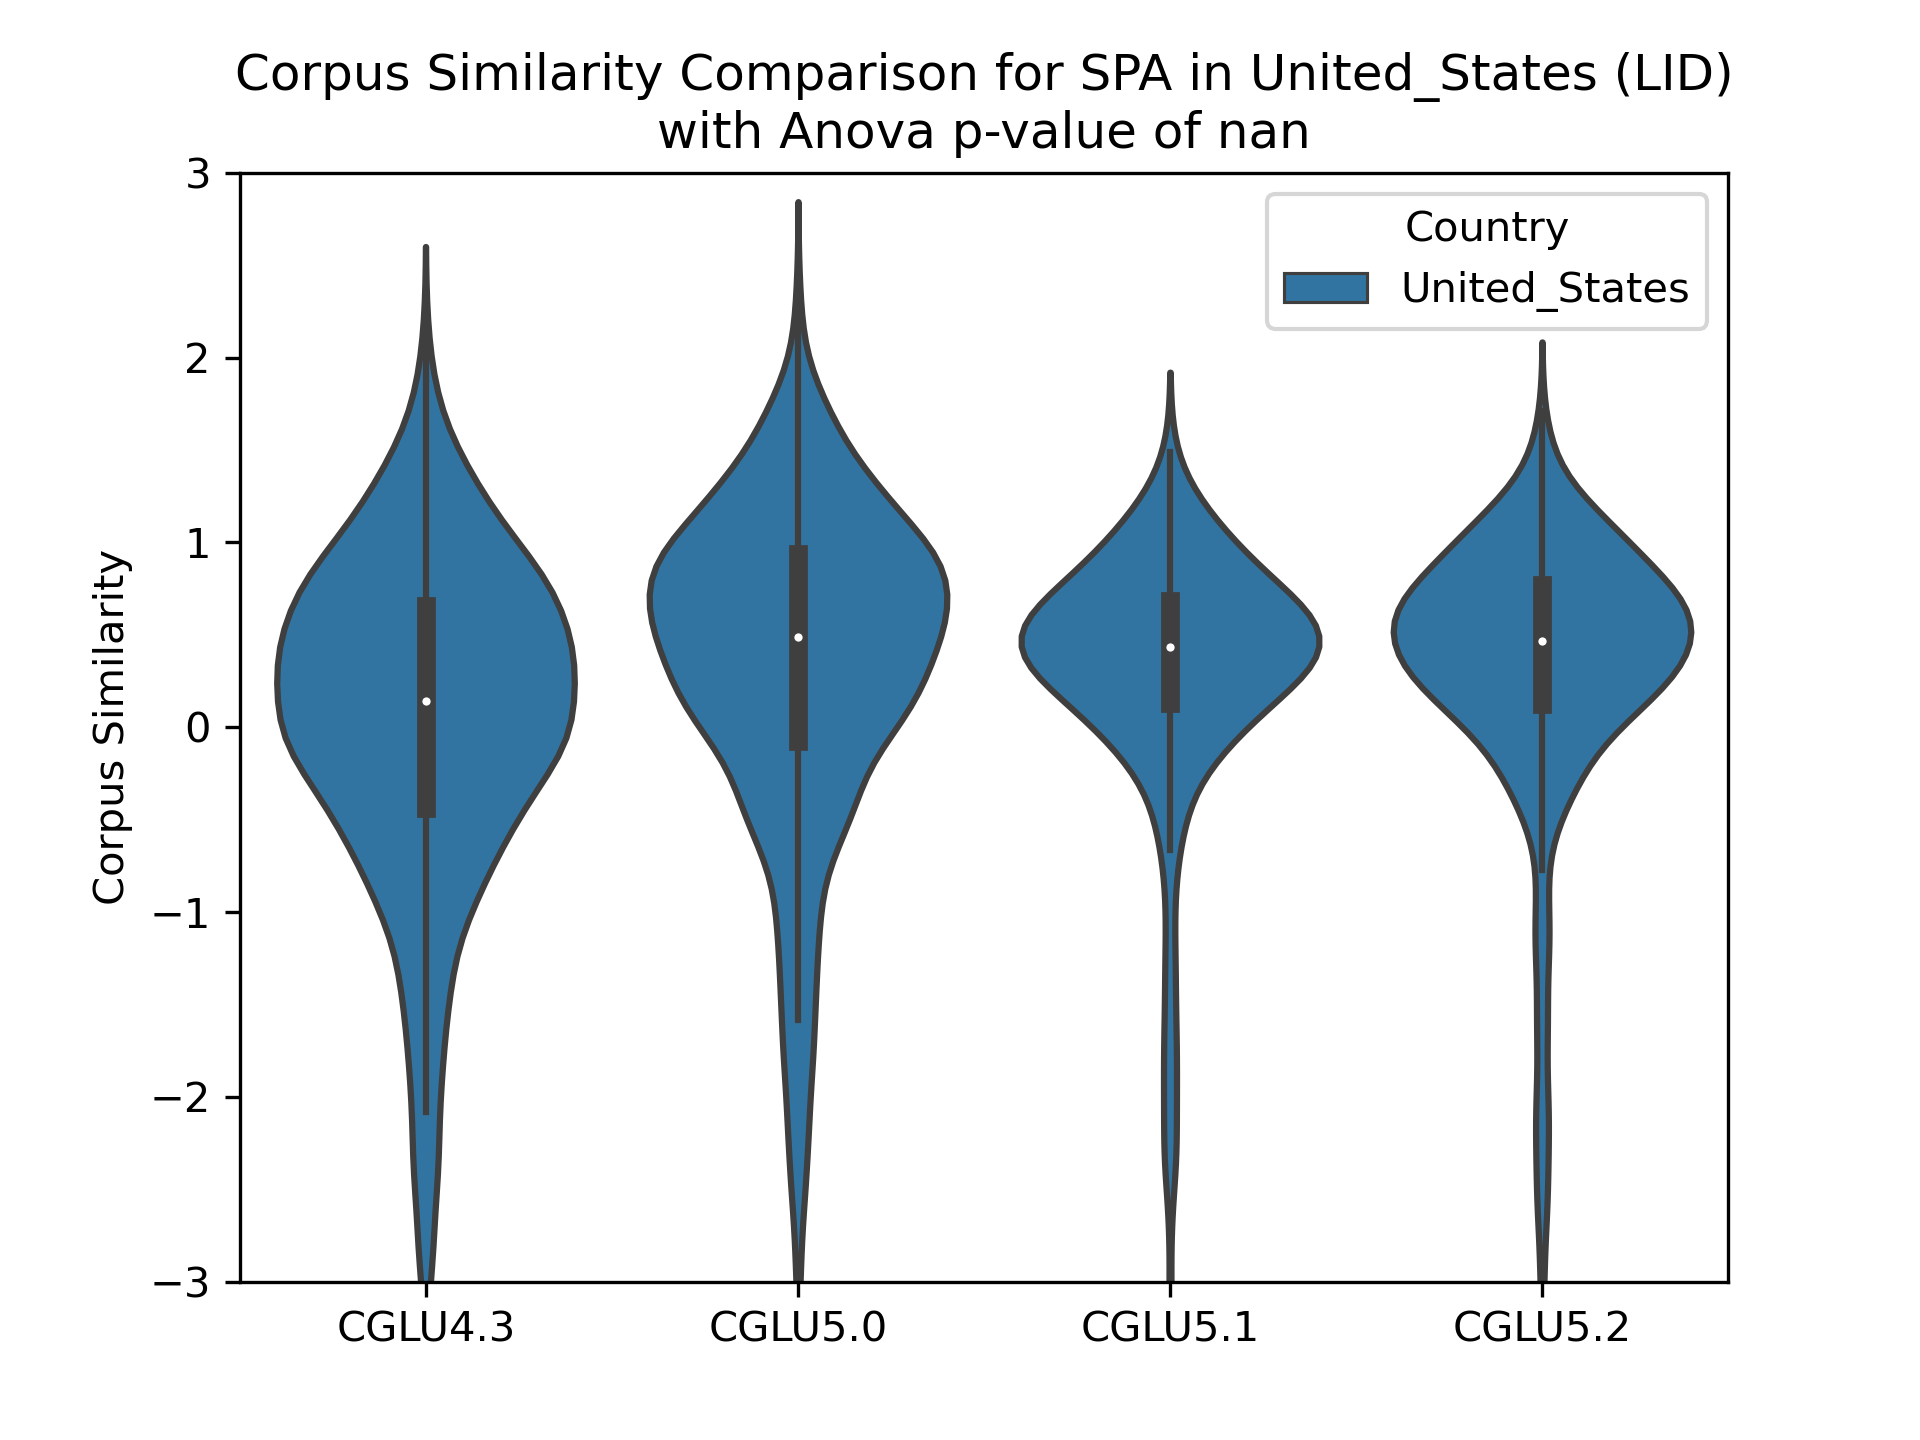 Corpus Similarity Comparison for SPA in United_States (LID)
with Anova p-value of nan
Corpus Similarity
3
2
1
0
−1
−2
−3
Country
United_States
CGLU4.3
CGLU5.0
CGLU5.1
CGLU5.2